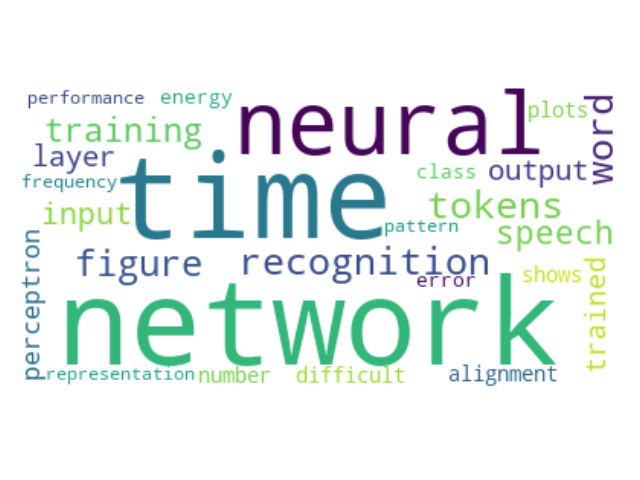 performance
energy
neural
plots
word
training
layer
time
class
output
frequency
input
tokens
pattern
speech
perceptron
figure
recognition
error
shows
trained
network
representation
number
difficult
alignment